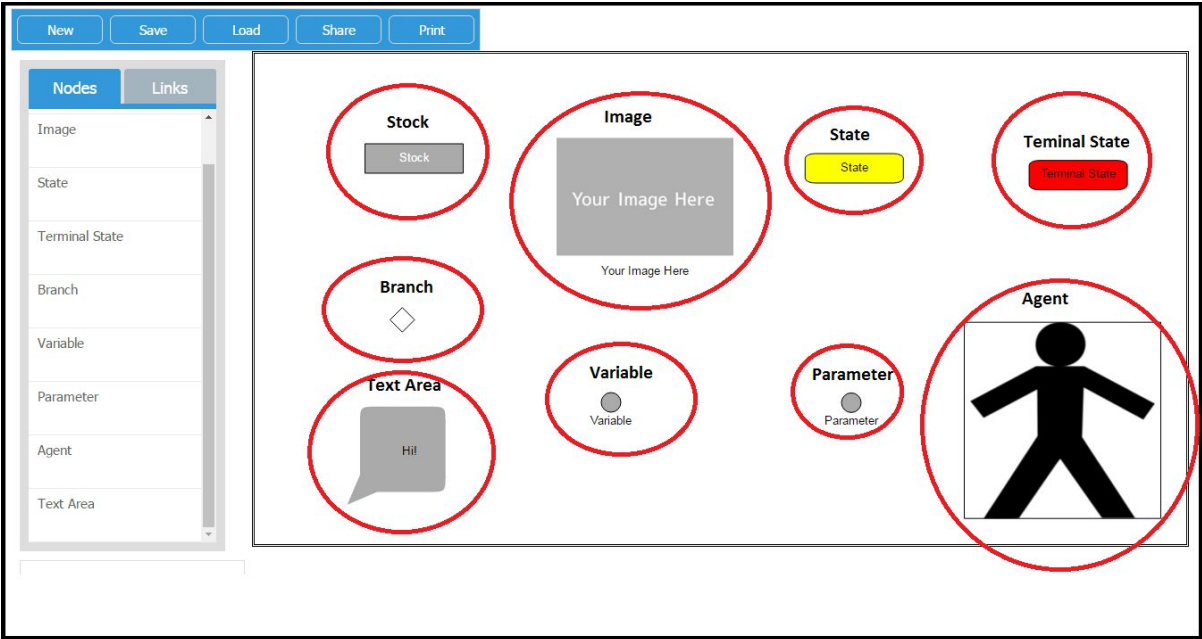 New Save Load Share Print
Nodes Links
Image
State
Terminal State
Branch
Variable
Parameter
Agent
Text Area
Stock
Stock
Image
Your Image Here
Your Image Here
State
State
Teminal State
Terminal State
Branch
Text Area
Hi!
Variable
Variable
Parameter
Parameter
Agent